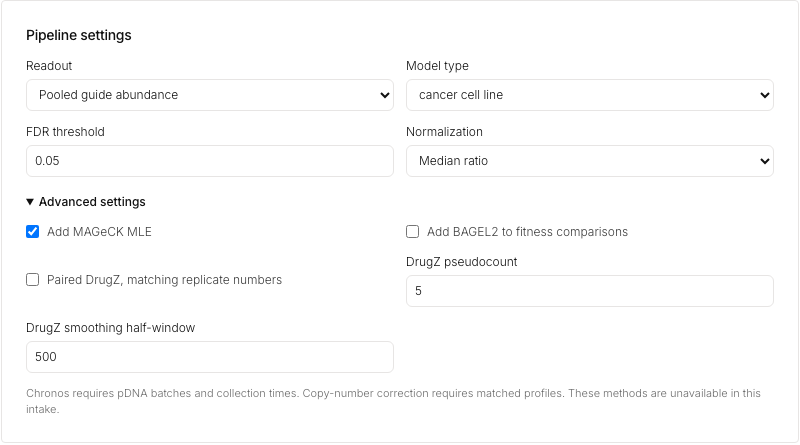 Pipeline settings
Readout
Model type
Pooled guide abundance
cancer cell line
FDR threshold
Normalization
0.05
Median ratio
▼ Advanced settings
Add MAGeCK MLE
Add BAGEL2 to fitness comparisons
Paired DrugZ, matching replicate numbers
DrugZ pseudocount
5
DrugZ smoothing half-window
500
Chronos requires pDNA batches and collection times. Copy-number correction requires matched profiles. These methods are unavailable in this
intake.